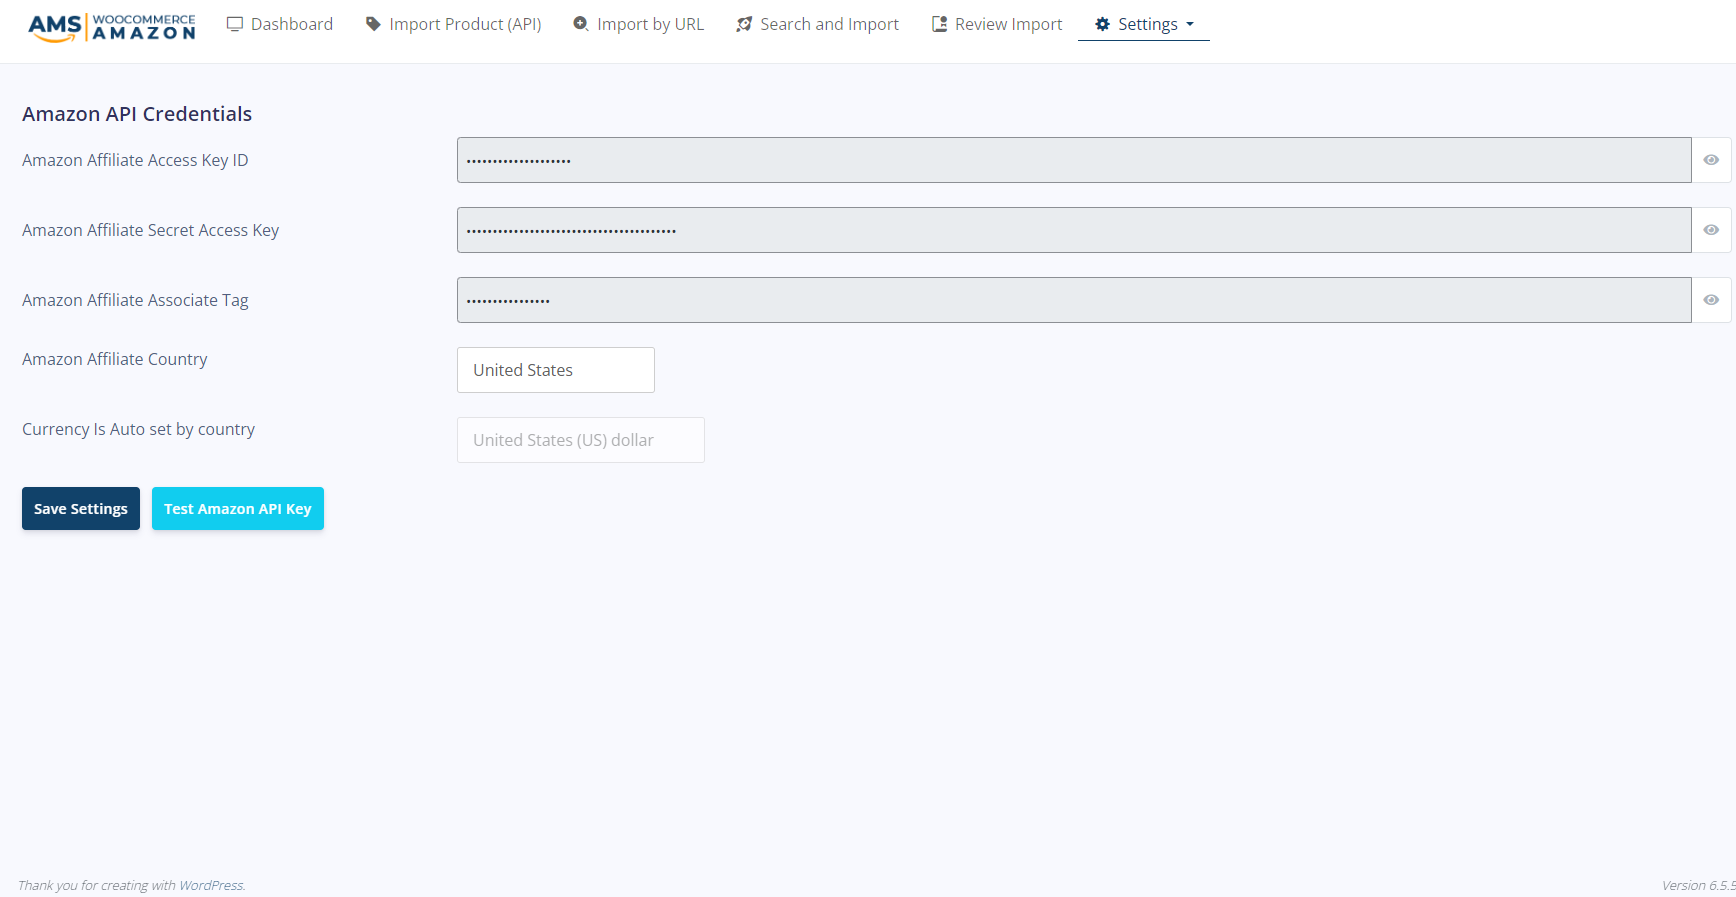 AMS WOOCOMMERCE AMAZON
Dashboard
Import Product (API)
Import by URL
Search and Import
Review Import
Settings
Amazon API Credentials
Amazon Affiliate Access Key ID
••••••••••••••••••••
Amazon Affiliate Secret Access Key
••••••••••••••••••••••••••••••••••••••••
Amazon Affiliate Associate Tag
••••••••••••••••
Amazon Affiliate Country
United States
Currency Is Auto set by country
United States (US) dollar
Save Settings
Test Amazon API Key
Thank you for creating with WordPress.
Version 6.5.5